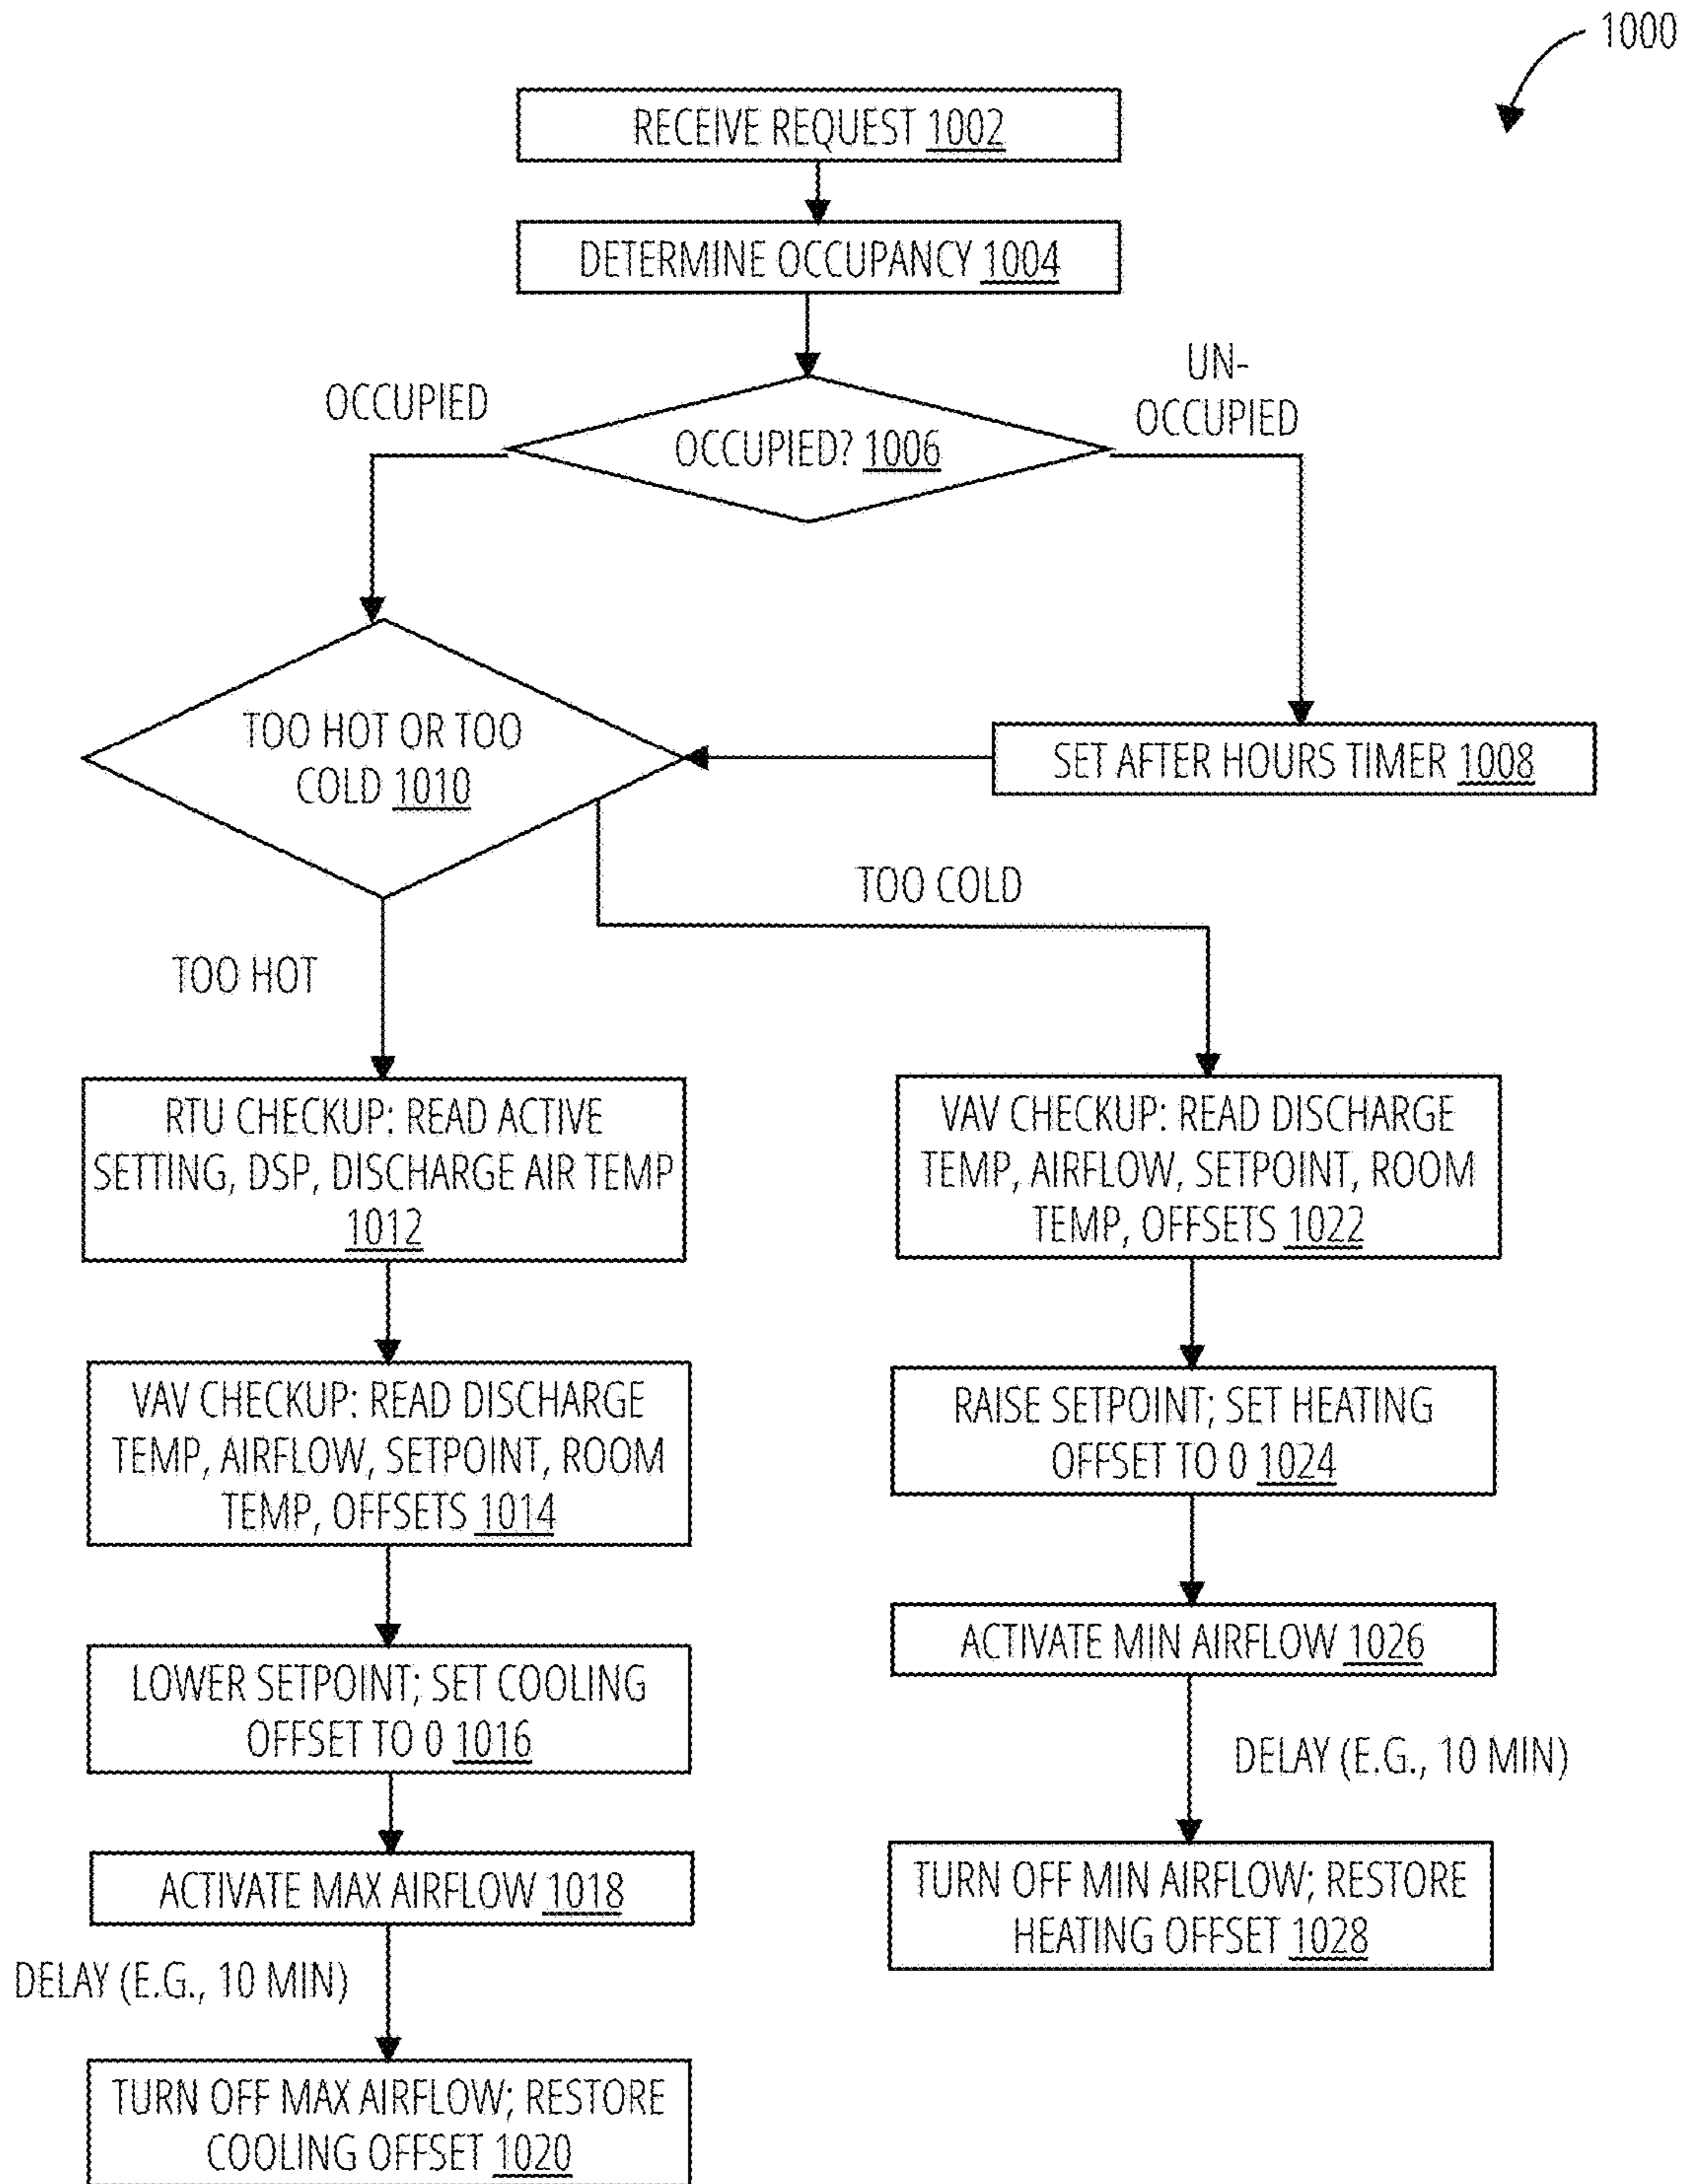 1000
RECEIVE REQUEST 1002
DETERMINE OCCUPANCY 1004
OCCUPIED
UN-
OCCUPIED
OCCUPIED? 1006
TOO HOT OR TOO
COLD 1010
SET AFTER HOURS TIMER 1008
TOO COLD
TOO HOT
RTU CHECKUP: READ ACTIVE
SETTING, DSP, DISCHARGE AIR TEMP
1012
VAV CHECKUP: READ DISCHARGE
TEMP, AIRFLOW, SETPOINT, ROOM
TEMP, OFFSETS 1014
LOWER SETPOINT; SET COOLING
OFFSET TO 0 1016
ACTIVATE MAX AIRFLOW 1018
DELAY (E.G., 10 MIN)
TURN OFF MAX AIRFLOW; RESTORE
COOLING OFFSET 1020
VAV CHECKUP: READ DISCHARGE
TEMP, AIRFLOW, SETPOINT, ROOM
TEMP, OFFSETS 1022
RAISE SETPOINT; SET HEATING
OFFSET TO 0 1024
ACTIVATE MIN AIRFLOW 1026
DELAY (E.G., 10 MIN)
TURN OFF MIN AIRFLOW; RESTORE
HEATING OFFSET 1028